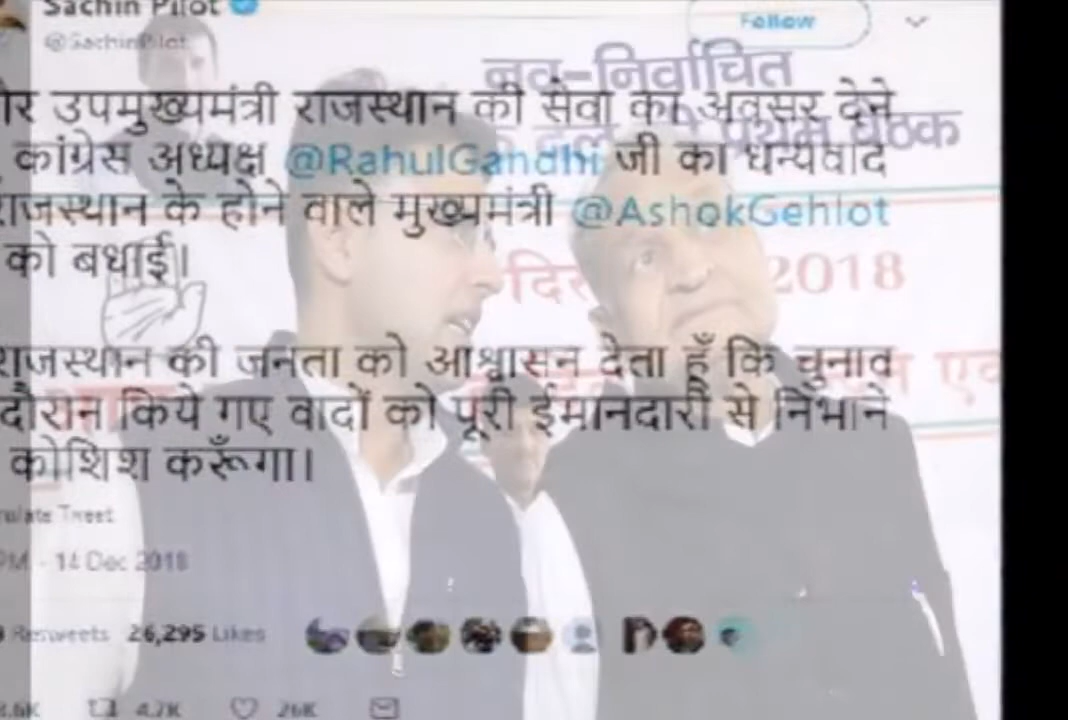 Sachin Pilot
Follow
@SachinPilot
नव-निर्वाचित
प्रथम बैठक
उपमुख्यमंत्री राजस्थान की सेवा का अवसर देने
कांग्रेस अध्यक्ष @RahulGandhi जी का धन्यवाद
राजस्थान के होने वाले मुख्यमंत्री @AshokGehlot
को बधाई।
2018
राजस्थान की जनता को आश्वासन देता हूँ कि चुनाव
दौरान किये गए वादों को पूरी ईमानदारी से निभाने
कोशिश करूँगा।
Tweet
PM - 14 Dec 2018
Retweets 26,295 Likes
4.7K 26K